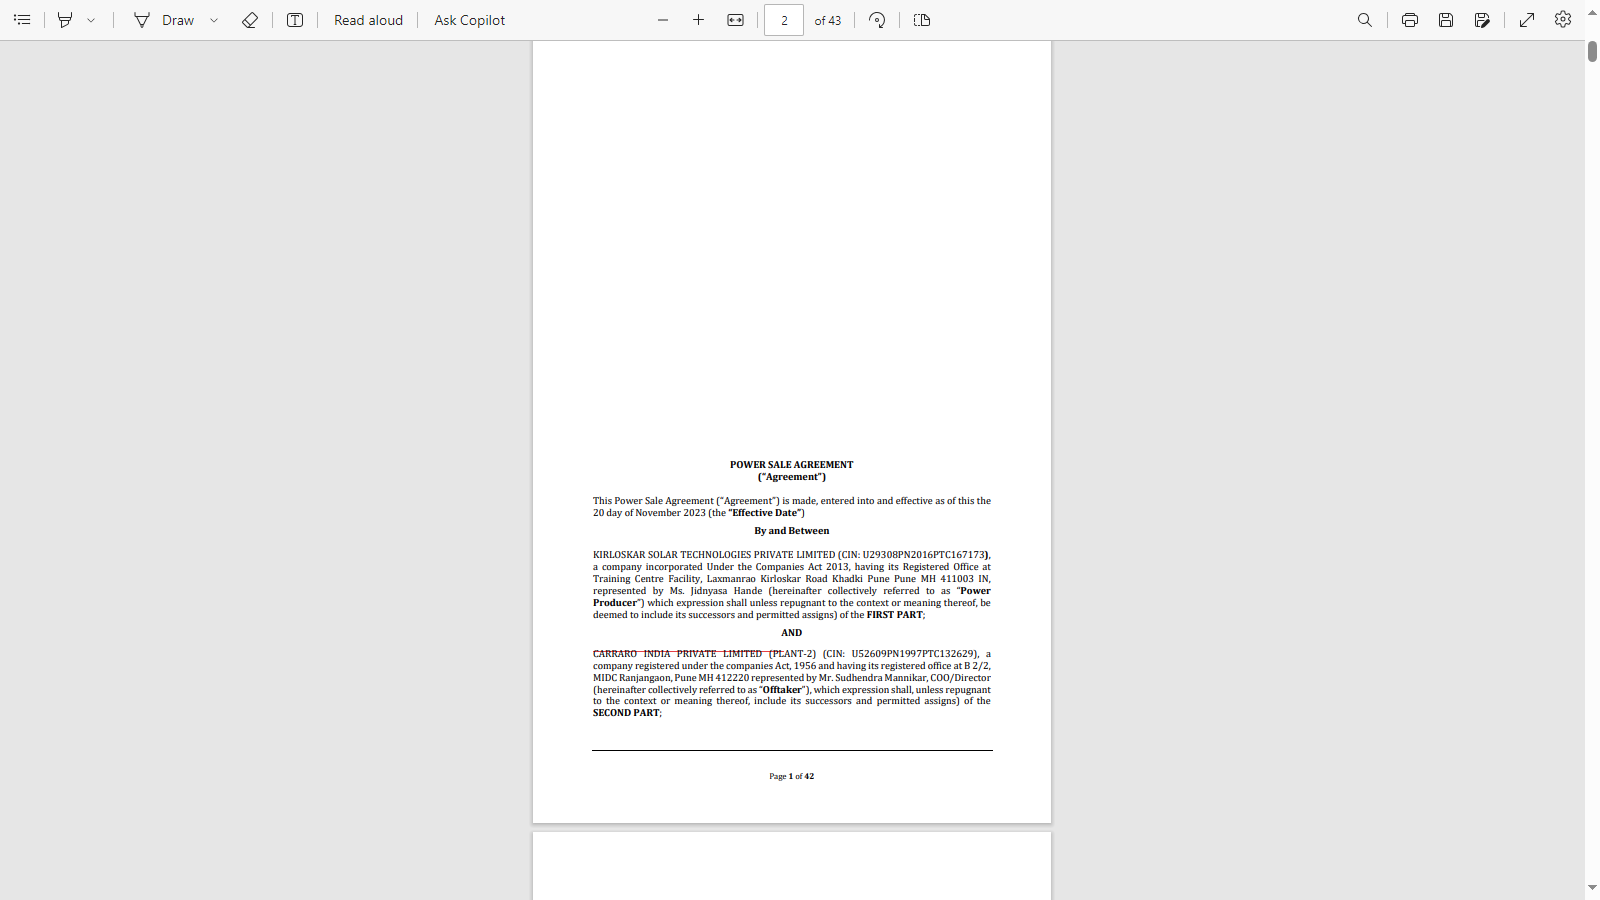 Draw
Read aloud
Ask Copilot
2
of 43
POWER SALE AGREEMENT
(“Agreement”)
This Power Sale Agreement (“Agreement”) is made, entered into and effective as of this the
20 day of November 2023 (the “Effective Date”)
By and Between
KIRLOSKAR SOLAR TECHNOLOGIES PRIVATE LIMITED (CIN: U29308PN2016PTC167173),
a company incorporated Under the Companies Act 2013, having its Registered Office at
Training Centre Facility, Laxmanrao Kirloskar Road Khadki Pune Pune MH 411003 IN,
represented by Ms. Jidnyasa Hande (hereinafter collectively referred to as “Power
Producer”) which expression shall unless repugnant to the context or meaning thereof, be
deemed to include its successors and permitted assigns) of the FIRST PART;
AND
CARRARO INDIA PRIVATE LIMITED (PLANT-2) (CIN: U52609PN1997PTC132629), a
company registered under the companies Act, 1956 and having its registered office at B 2/2,
MIDC Ranjangaon, Pune MH 412220 represented by Mr. Sudhendra Mannikar, COO/Director
(hereinafter collectively referred to as “Offtaker”), which expression shall, unless repugnant
to the context or meaning thereof, include its successors and permitted assigns) of the
SECOND PART;
Page 1 of 42